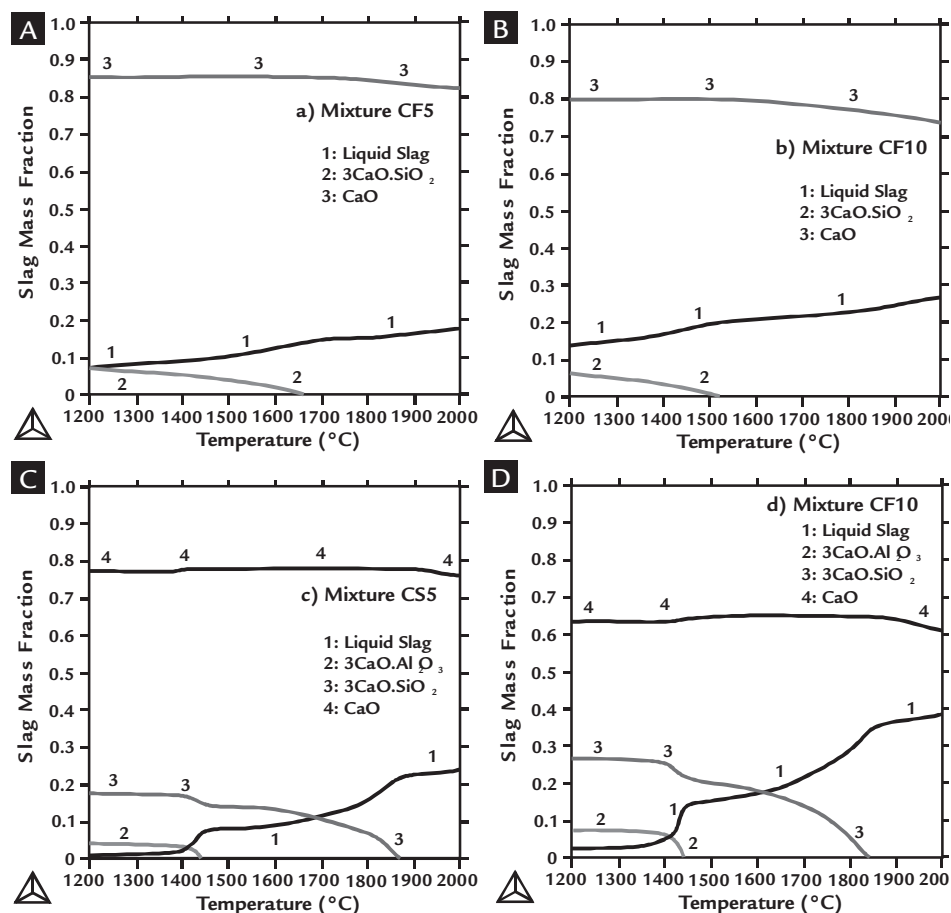 A
1.0
0.9
0.8
0.7
0.6
0.5
0.4
0.3
0.2
0.1
0
Slag Mass Fraction
3 3 3
a) Mixture CF5
1: Liquid Slag
2: 3CaO.SiO₂
3: CaO
1 1 1
2 2
1200 1300 1400 1500 1600 1700 1800 1900 2000
Temperature (°C)
B
1.0
0.9
0.8
0.7
0.6
0.5
0.4
0.3
0.2
0.1
0
Slag Mass Fraction
3 3 3
b) Mixture CF10
1: Liquid Slag
2: 3CaO.SiO₂
3: CaO
1 1 1
2 2
1200 1300 1400 1500 1600 1700 1800 1900 2000
Temperature (°C)
C
1.0
0.9
0.8
0.7
0.6
0.5
0.4
0.3
0.2
0.1
0
Slag Mass Fraction
4 4 4 4
c) Mixture CS5
1: Liquid Slag
2: 3CaO.Al₂O₃
3: 3CaO.SiO₂
4: CaO
3 3 1
2 1 3
1200 1300 1400 1500 1600 1700 1800 1900 2000
Temperature (°C)
D
1.0
0.9
0.8
0.7
0.6
0.5
0.4
0.3
0.2
0.1
0
Slag Mass Fraction
d) Mixture CF10
1: Liquid Slag
2: 3CaO.Al₂O₃
3: 3CaO.SiO₂
4: CaO
4 4 4
3 3 1
2 1 1 2 3
1200 1300 1400 1500 1600 1700 1800 1900 2000
Temperature (°C)